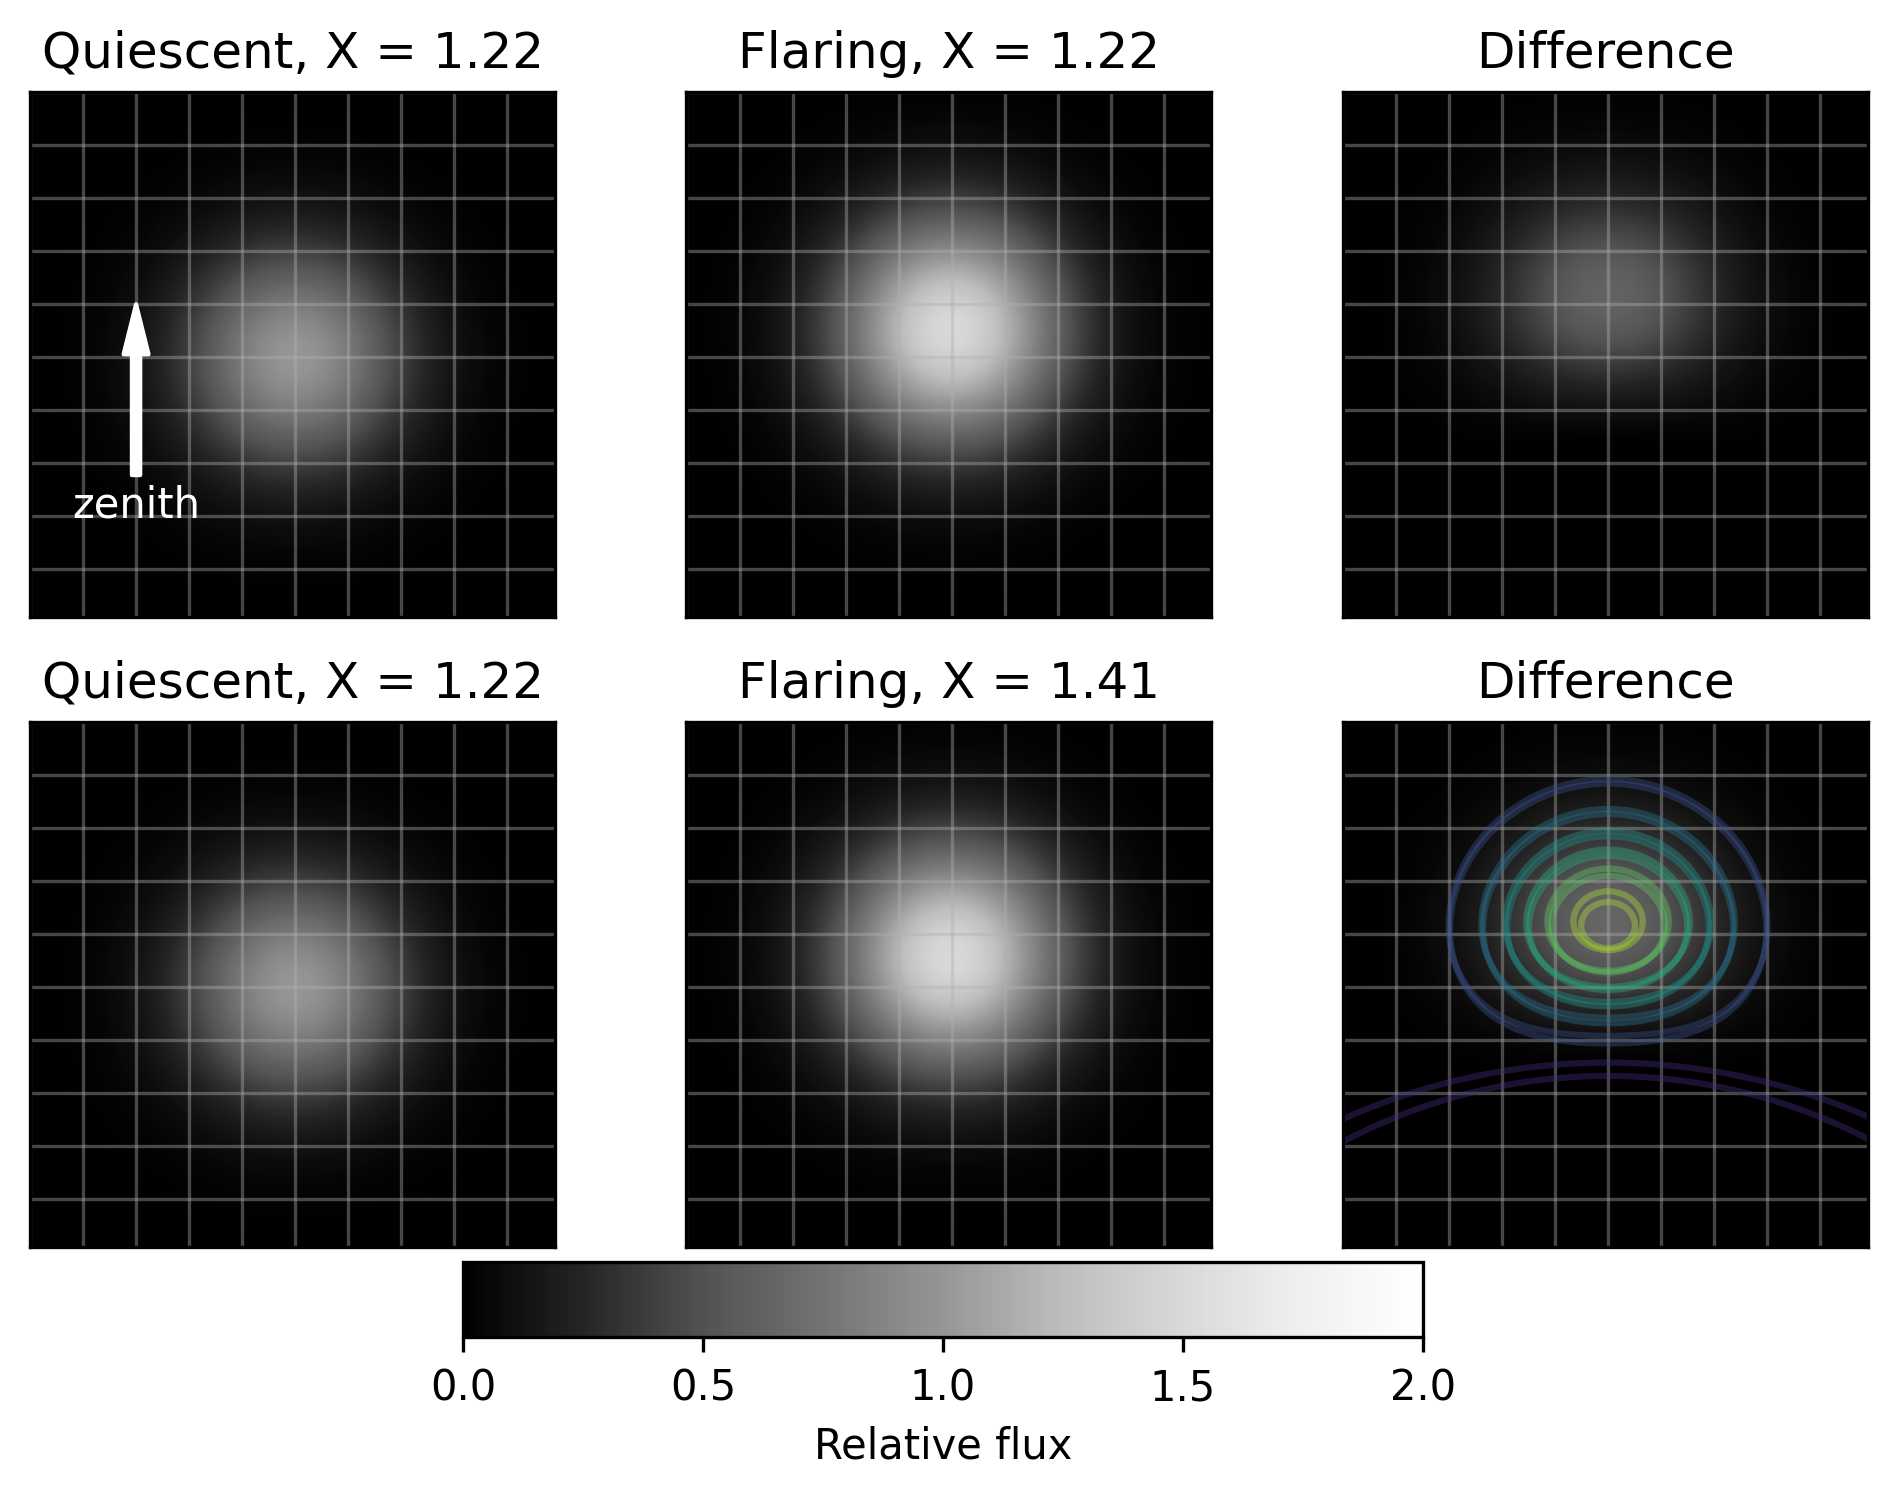 Quiescent, X = 1.22
Flaring, X = 1.22
Difference
zenith
Quiescent, X = 1.22
Flaring, X = 1.41
Difference
0.0
0.5
1.0
1.5
2.0
Relative flux